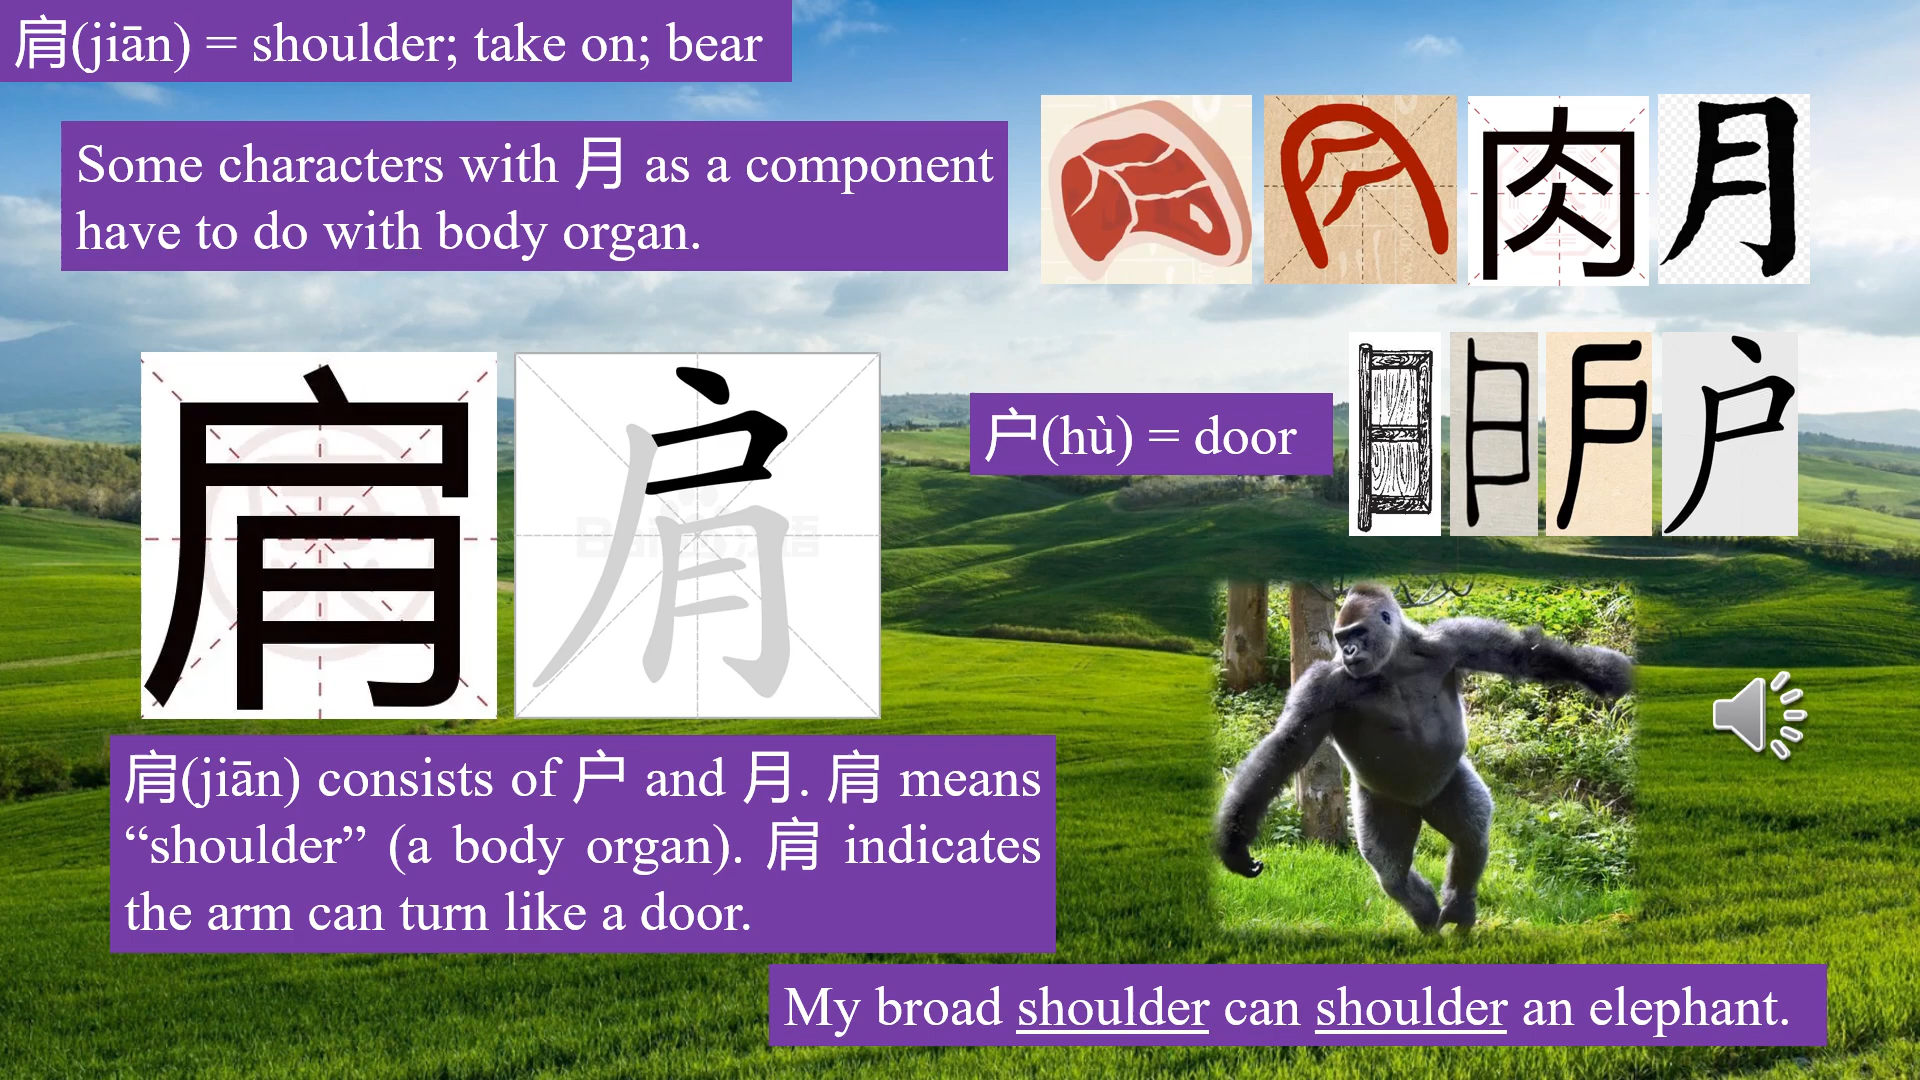 肩(jiān) = shoulder; take on; bear
Some characters with 月 as a component
have to do with body organ.
肉 月
户(hù) = door
户
肩 肩
肩(jiān) consists of 户 and 月. 肩 means
“shoulder” (a body organ). 肩 indicates
the arm can turn like a door.
My broad shoulder can shoulder an elephant.